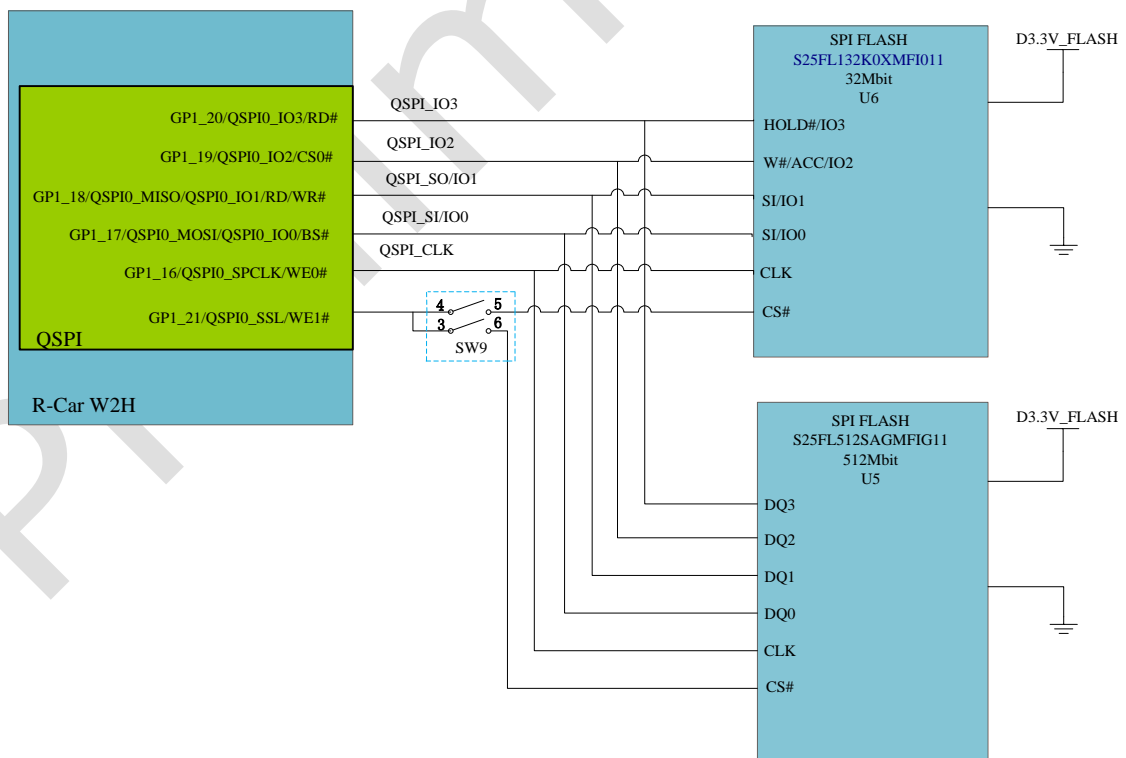 SPI FLASH
S25FL132K0XMFI011
32Mbit
U6
D3.3V_FLASH
QSPI_IO3
GP1_20/QSPI0_IO3/RD#
HOLD#/IO3
QSPI_IO2
GP1_19/QSPI0_IO2/CS0#
W#/ACC/IO2
QSPI_SO/IO1
GP1_18/QSPI0_MISO/QSPI0_IO1/RD/WR#
SI/IO1
QSPI_SI/IO0
GP1_17/QSPI0_MOSI/QSPI0_IO0/BS#
SI/IO0
QSPI_CLK
GP1_16/QSPI0_SPCLK/WE0#
CLK
GP1_21/QSPI0_SSL/WE1#
4 5
3 6
SW9
CS#
QSPI
R-Car W2H
SPI FLASH
S25FL512SAGMFIG11
512Mbit
U5
D3.3V_FLASH
DQ3
DQ2
DQ1
DQ0
CLK
CS#